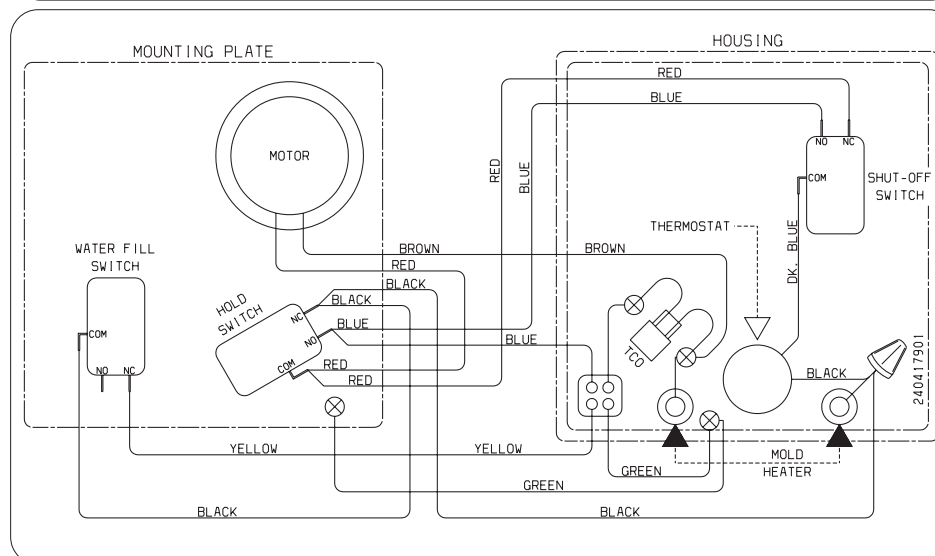 MOUNTING PLATE
HOUSING
RED
BLUE
MOTOR
RED
BLUE
NO
NC
COM
SHUT-OFF
SWITCH
THERMOSTAT
DK. BLUE
WATER FILL
SWITCH
BROWN
BROWN
RED
BLACK
BLACK
HOLD
SWITCH
NC
NO
COM
BLUE
BLUE
RED
RED
COM
NO
NC
TCO
BLACK
240417901
YELLOW
YELLOW
GREEN
MOLD
HEATER
GREEN
BLACK
BLACK